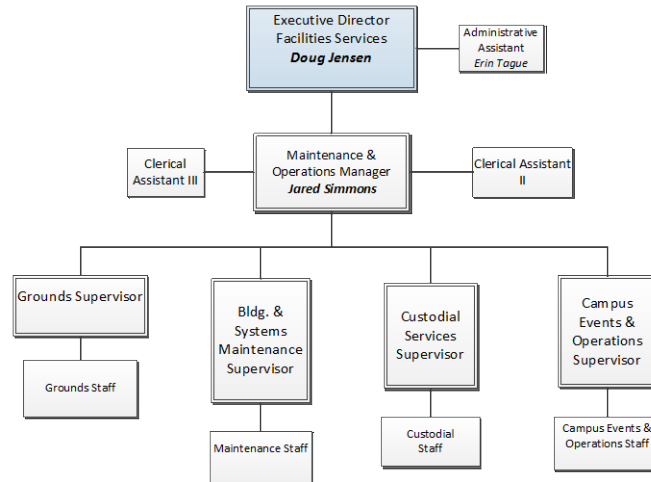 Executive Director
Facilities Services
Doug Jensen
Administrative
Assistant
Erin Tague
Clerical
Assistant III
Maintenance &
Operations Manager
Jared Simmons
Clerical Assistant
II
Grounds Supervisor
Bldg. &
Systems
Maintenance
Supervisor
Custodial
Services
Supervisor
Campus
Events &
Operations
Supervisor
Grounds Staff
Maintenance Staff
Custodial
Staff
Campus Events &
Operations Staff